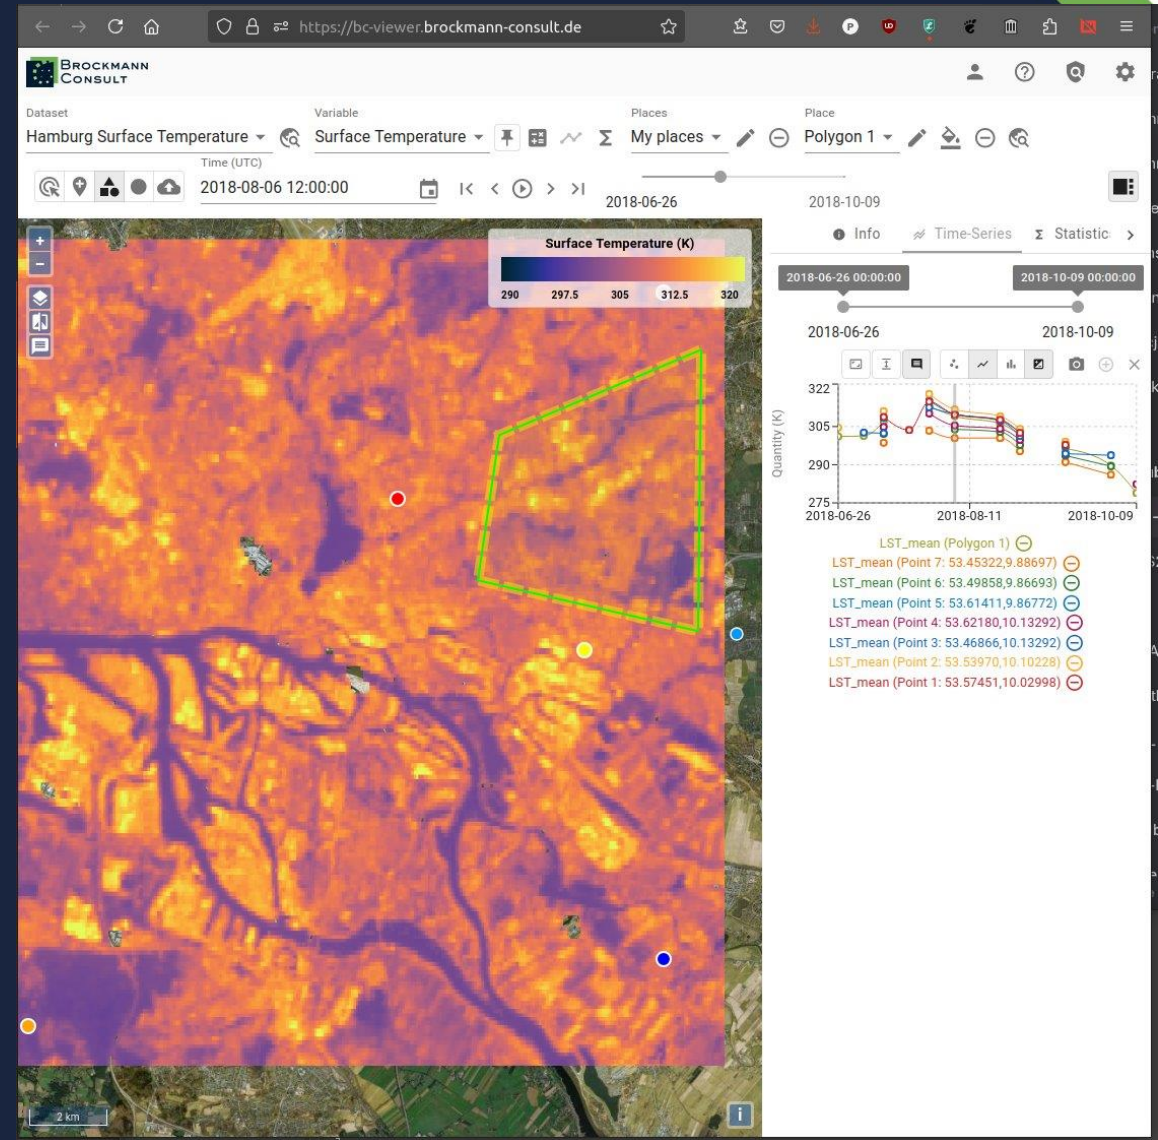 https://bc-viewer.brockmann-consult.de
BROCKMANN
CONSULT
Dataset
Variable
Places
Place
Hamburg Surface Temperature
Surface Temperature
My places
Polygon 1
Time (UTC)
2018-08-06 12:00:00
2018-06-26
2018-10-09
Info
Time-Series
Σ Statistic
Surface Temperature (K)
290 297.5 305 312.5 320
2018-06-26 00:00:00
2018-10-09 00:00:00
2018-06-26
2018-10-09
Quantity (K)
322
305
290
275
2018-06-26
2018-08-11
2018-10-09
LST_mean (Polygon 1)
LST_mean (Point 7: 53.45322,9.88697)
LST_mean (Point 6: 53.49858,9.86693)
LST_mean (Point 5: 53.61411,9.86772)
LST_mean (Point 4: 53.62180,10.13292)
LST_mean (Point 3: 53.46866,10.13292)
LST_mean (Point 2: 53.53970,10.10228)
LST_mean (Point 1: 53.57451,10.02998)
2 km
i